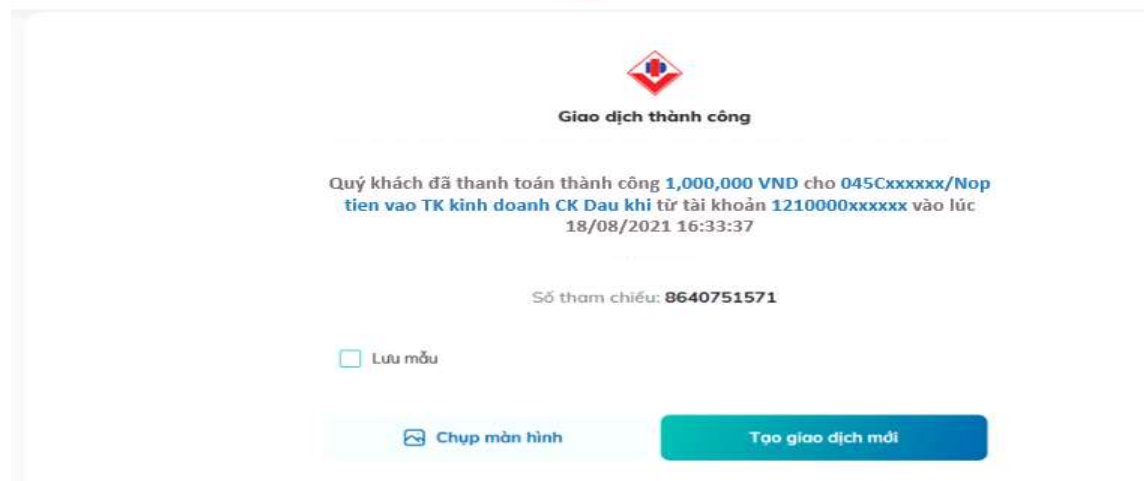 Giao dịch thành công
Quý khách đã thanh toán thành công 1,000,000 VND cho 045Cxxxxxx/Nop
tien vao TK kinh doanh CK Dau khi từ tài khoản 1210000xxxxxx vào lúc
18/08/2021 16:33:37
Số tham chiếu: 8640751571
Lưu mẫu
Chụp màn hình
Tạo giao dịch mới